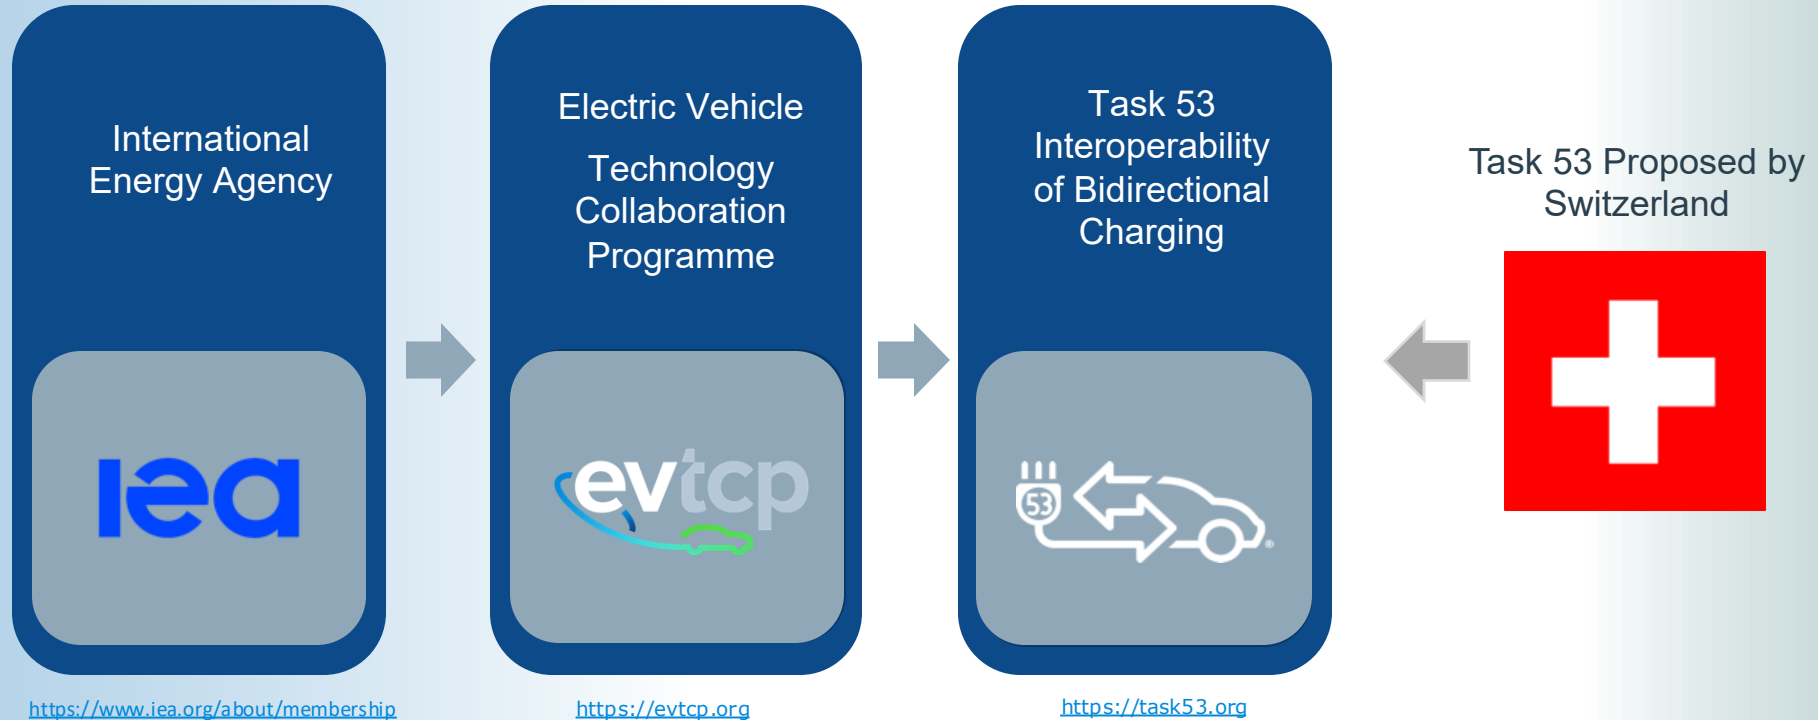 International
Energy Agency
iea
https://www.iea.org/about/membership
Electric Vehicle
Technology
Collaboration
Programme
evtcp
https://evtcp.org
Task 53
Interoperability
of Bidirectional
Charging
53
®
https://task53.org
Task 53 Proposed by
Switzerland